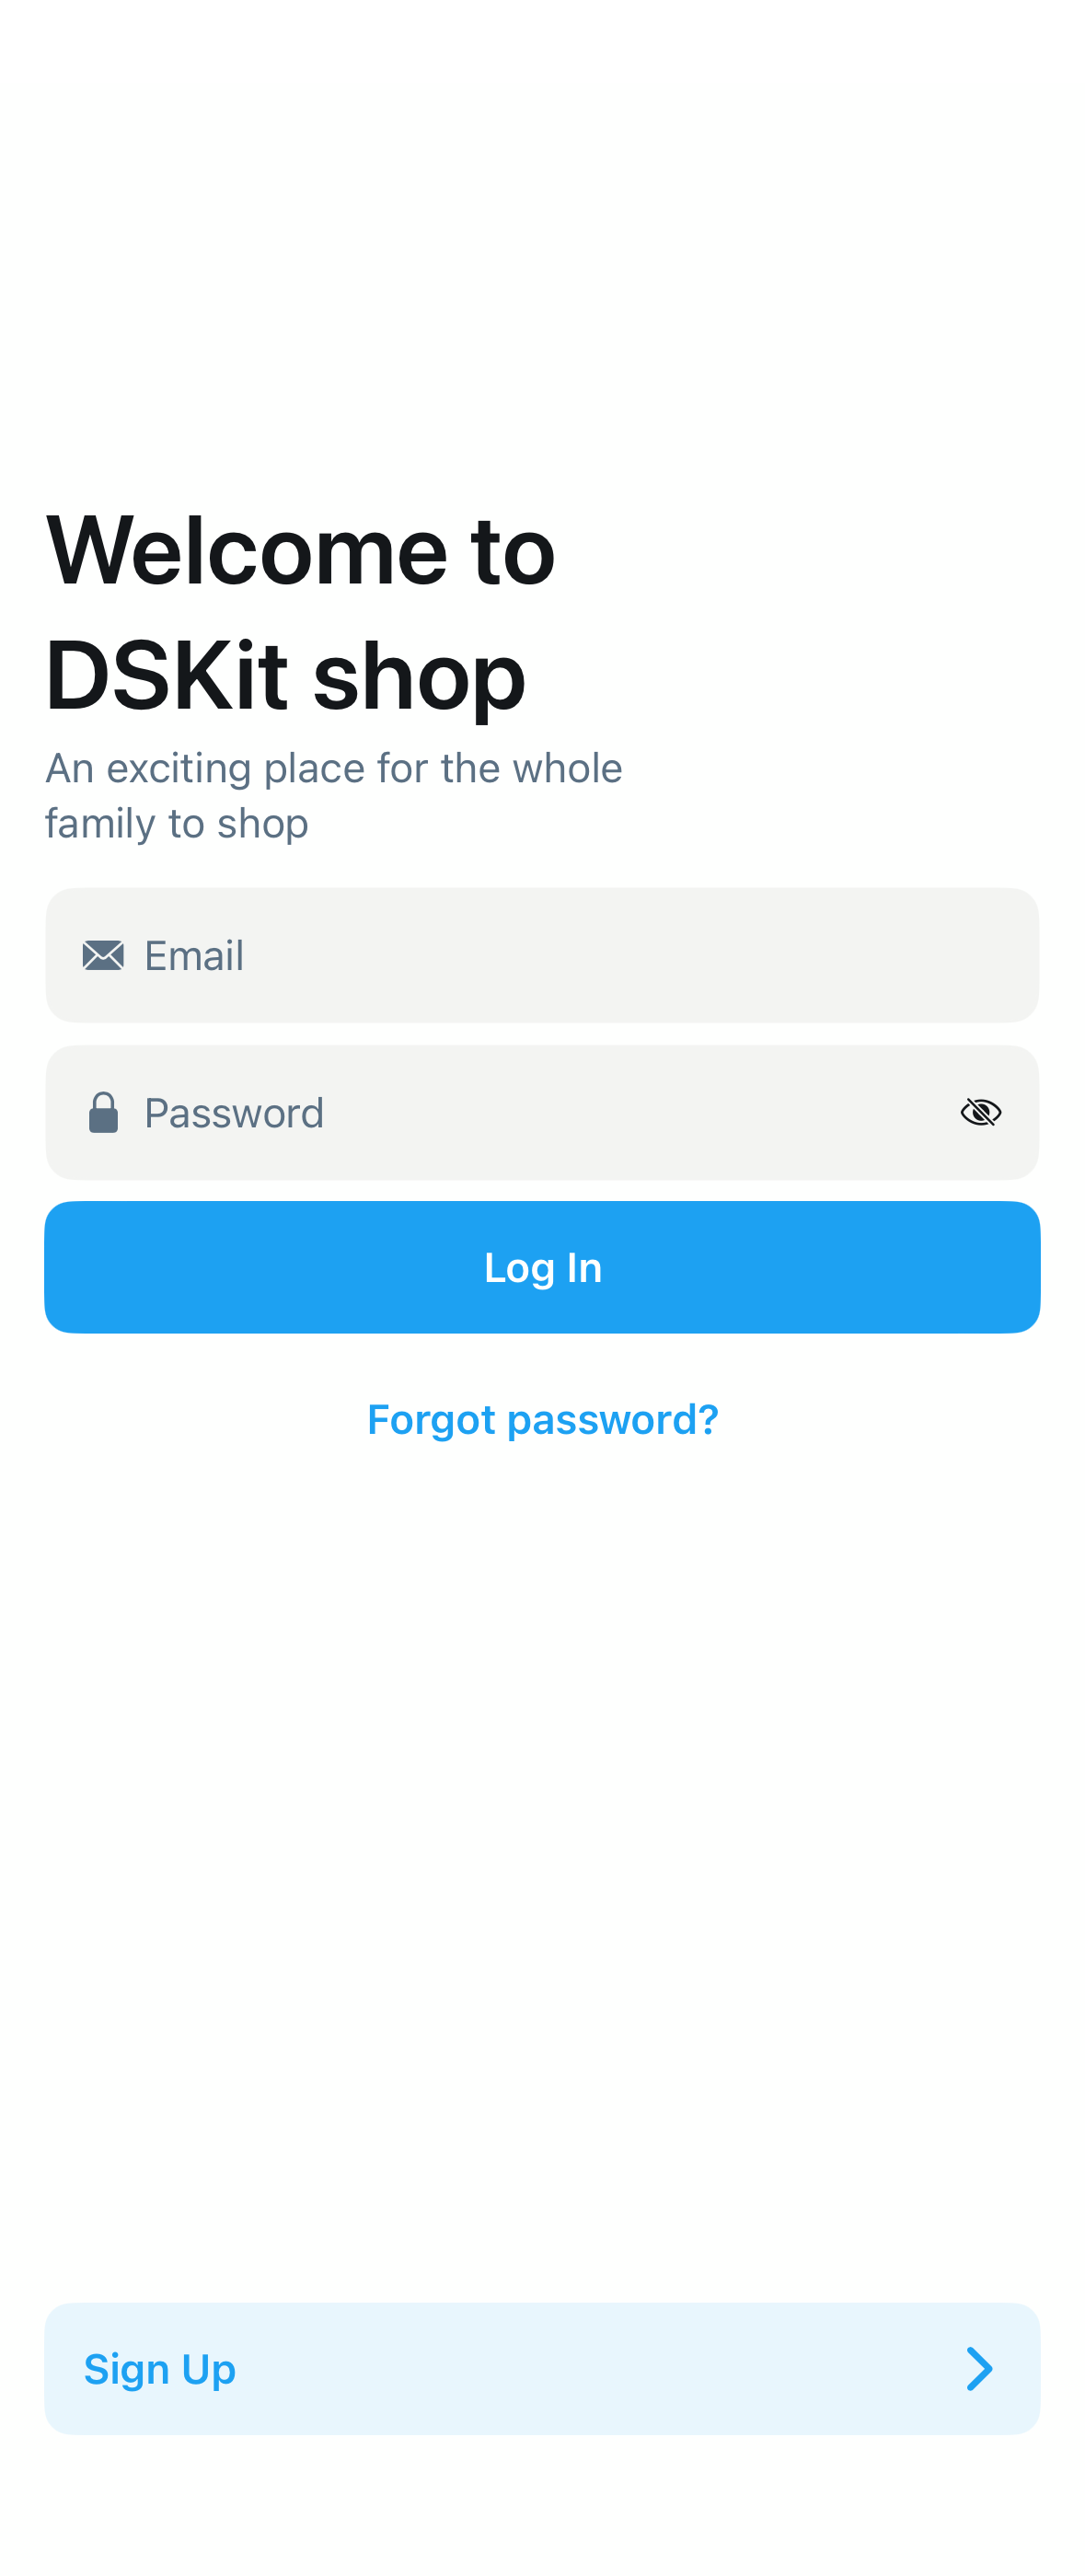 Welcome to
DSKit shop
An exciting place for the whole
family to shop
Email
Password
Log In
Forgot password?
Sign Up